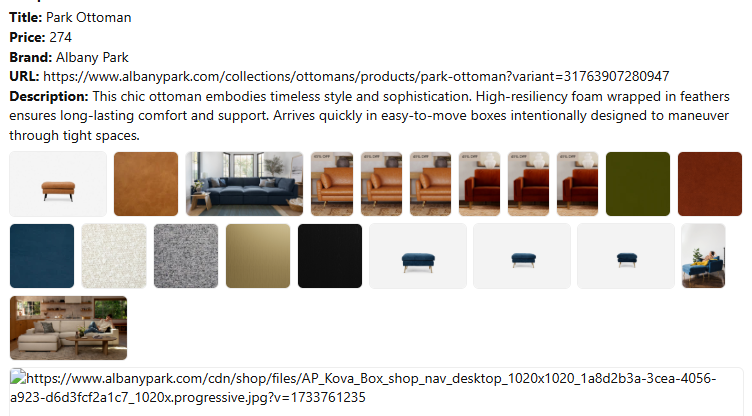 Title: Park Ottoman
Price: 274
Brand: Albany Park
URL: https://www.albanypark.com/collections/ottomans/products/park-ottoman?variant=31763907280947
Description: This chic ottoman embodies timeless style and sophistication. High-resiliency foam wrapped in feathers
ensures long-lasting comfort and support. Arrives quickly in easy-to-move boxes intentionally designed to maneuver
through tight spaces.
https://www.albanypark.com/cdn/shop/files/AP_Kova_Box_shop_nav_desktop_1020x1020_1a8d2b3a-3cea-4056-
a923-d6d3fcf2a1c7_1020x.progressive.jpg?v=1733761235